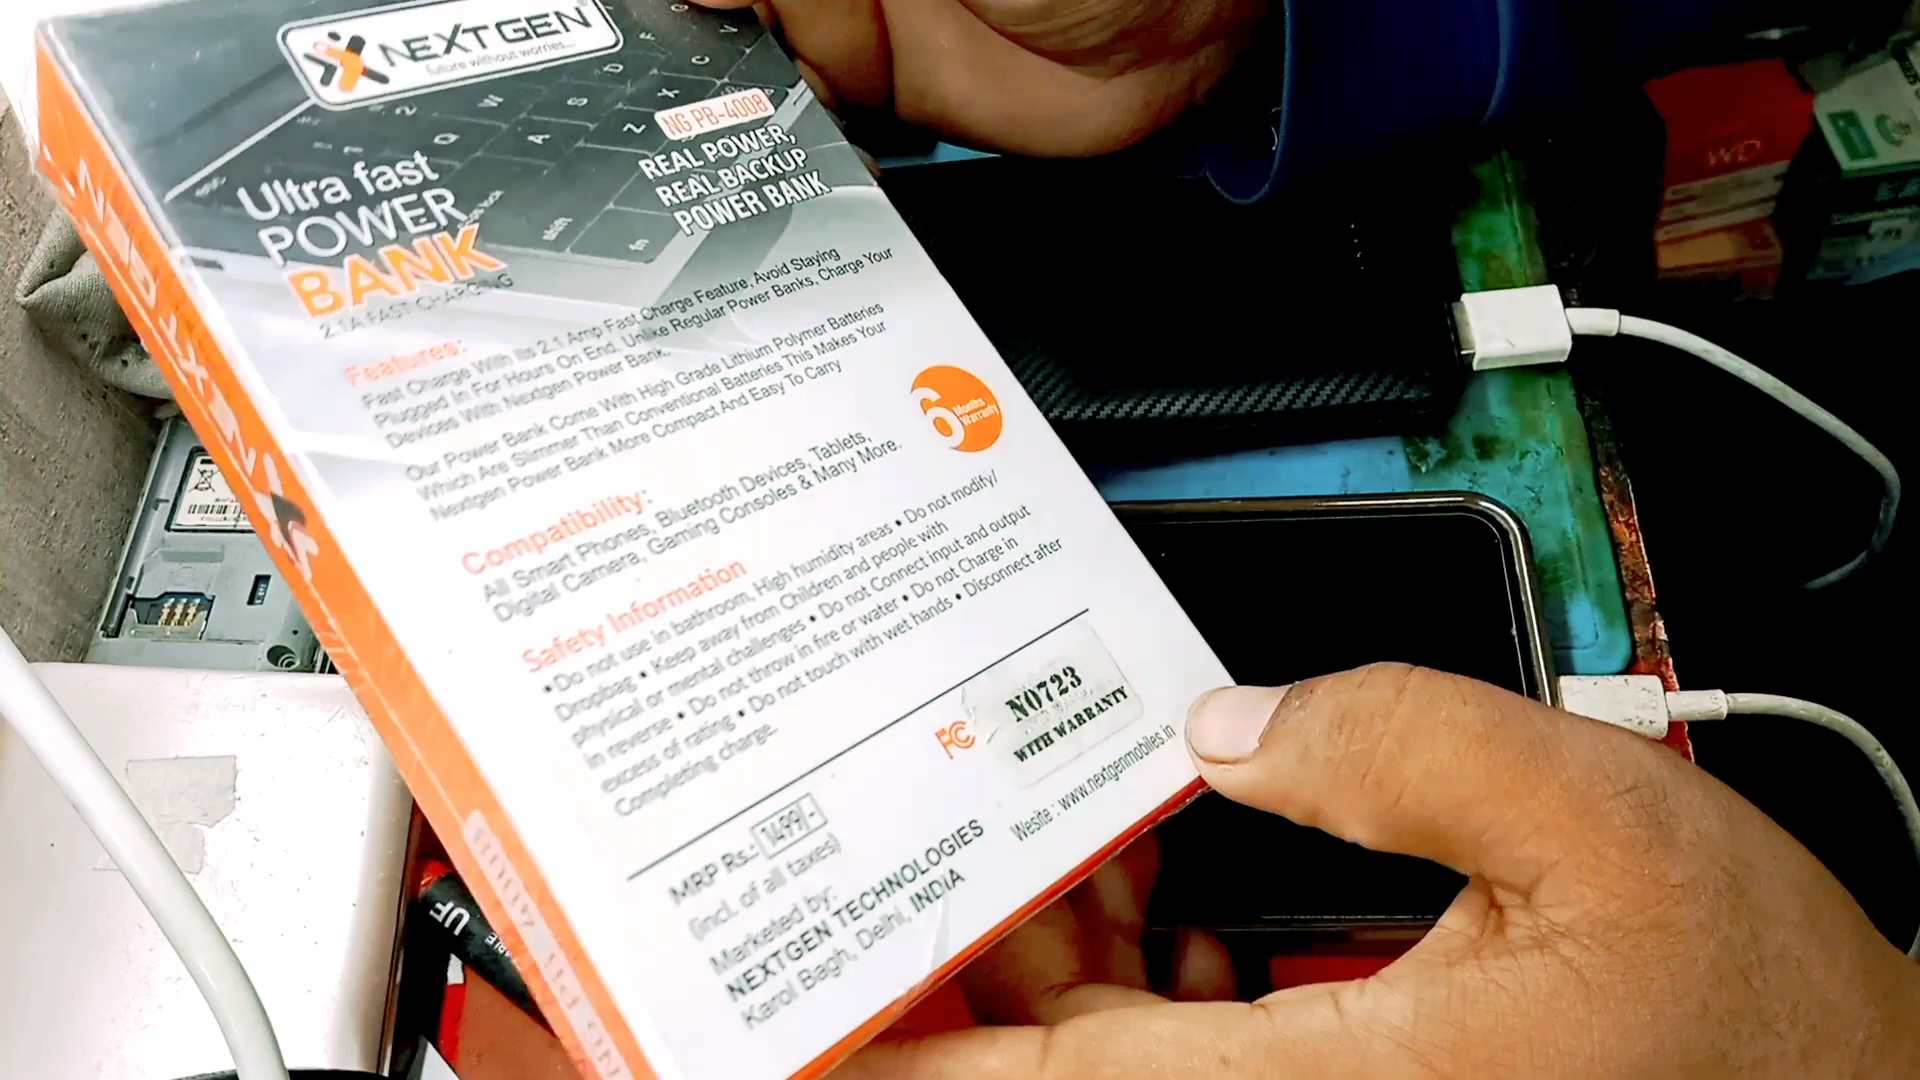 NEXTGEN
future without worries...
NG PB-4008
REAL POWER,
REAL BACKUP
POWER BANK
Ultra fast
POWER
BANK
2.1A FAST CHARGING
Features:
Fast Charge With Its 2.1 Amp Fast Charge Feature, Avoid Staying
Plugged In For Hours On End, Unlike Regular Power Banks, Charge Your
Devices With Nextgen Power Bank.
Our Power Bank Come With High Grade Lithium Polymer Batteries
Which Are Slimmer Than Conventional Batteries This Makes Your
Nextgen Power Bank More Compact And Easy To Carry
6 Months
Warranty
Compatibility:
All Smart Phones, Bluetooth Devices, Tablets,
Digital Camera, Gaming Consoles & Many More.
Safety Information
• Do not use in bathroom, High humidity areas • Do not modify/
Dropbag • Keep away from Children and people with
physical or mental challenges • Do not Connect input and output
in reverse • Do not throw in fire or water • Do not Charge in
excess of rating • Do not touch with wet hands • Disconnect after
Completing charge.
FC
N0723
WITH WARRANTY
MRP Rs.: 1499/-
(incl. of all taxes)
Marketed by:
NEXTGEN TECHNOLOGIES
Karol Bagh, Delhi, INDIA
Wesite : www.nextgenmobiles.in
NEXTGEN
NG PB-4008
WD
UF